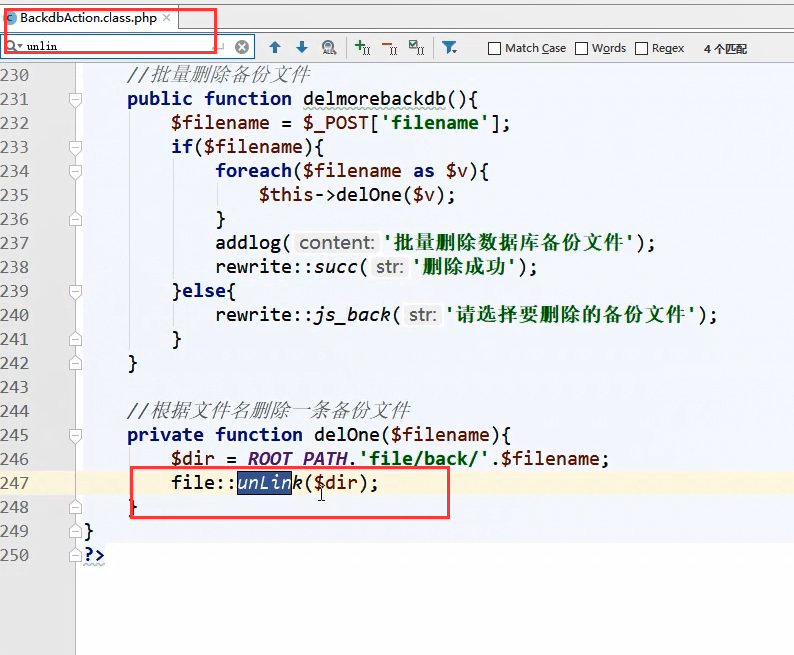 BackdbAction.class.php ×
unlin
Match Case Words Regex 4 个匹配
230 //批量删除备份文件
231 public function delmorebackdb(){
232 $filename = $_POST['filename'];
233 if($filename){
234 foreach($filename as $v){
235 $this->delOne($v);
236 }
237 addlog( content: '批量删除数据库备份文件');
238 rewrite::succ( str: '删除成功');
239 }else{
240 rewrite::js_back( str: '请选择要删除的备份文件');
241 }
242 }
243
244 //根据文件名删除一条备份文件
245 private function delOne($filename){
246 $dir = ROOT_PATH.'file/back/'.$filename;
247 file::unLink($dir);
248 }
249 }
250 ?>